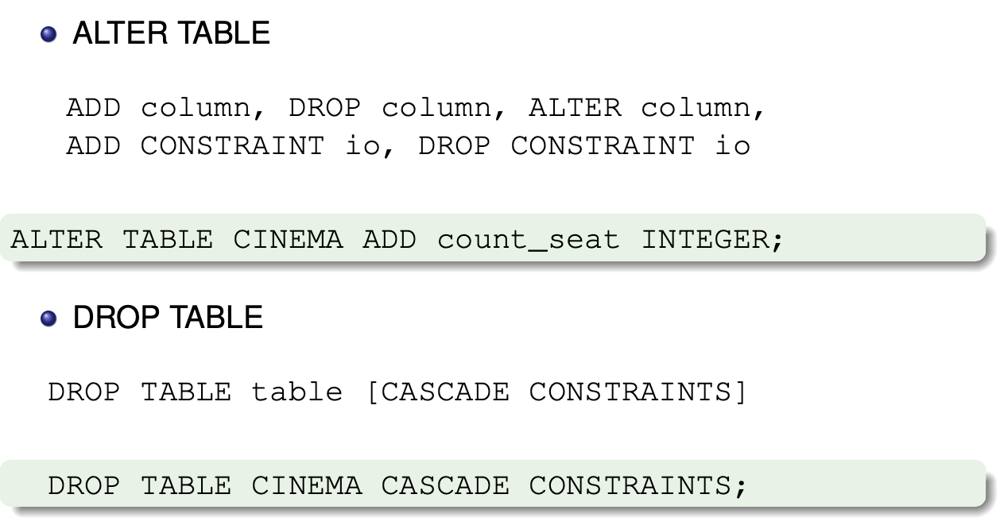 ALTER TABLE
ADD column, DROP column, ALTER column,
ADD CONSTRAINT io, DROP CONSTRAINT io
ALTER TABLE CINEMA ADD count_seat INTEGER;
DROP TABLE
DROP TABLE table [CASCADE CONSTRAINTS]
DROP TABLE CINEMA CASCADE CONSTRAINTS;